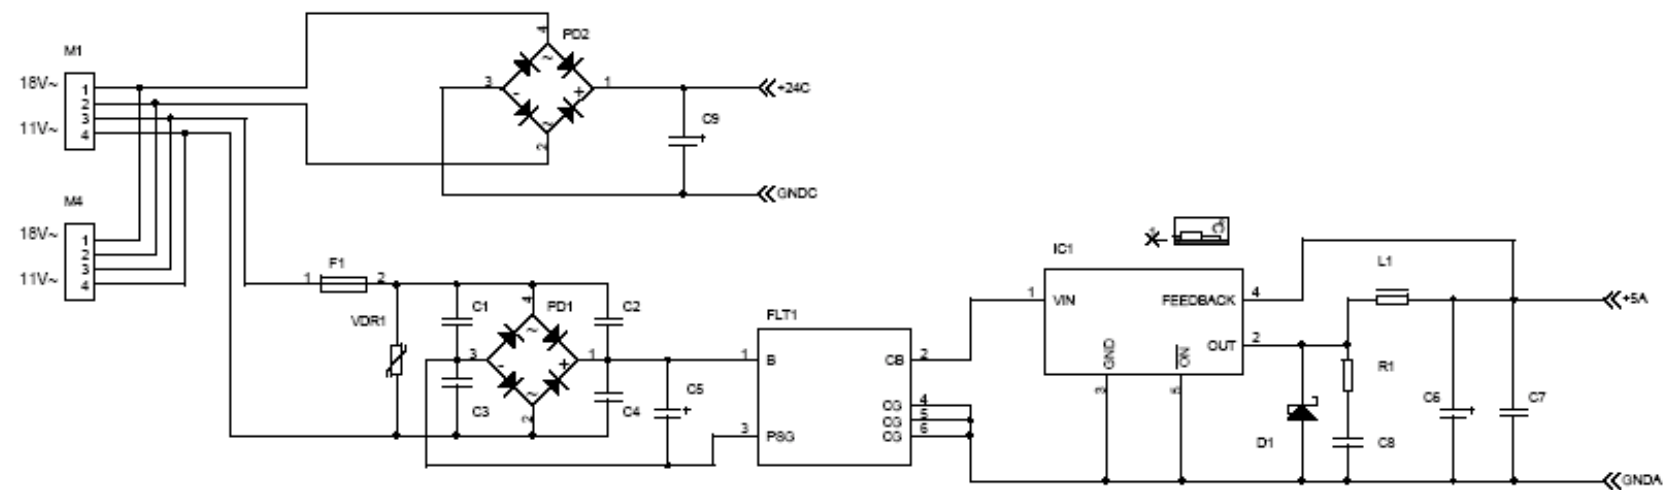 M1
18V~
11V~
1
2
3
4
PD2
4
~
3
-
+
1
~
2
+24C
C9
+
GNDC
M4
18V~
11V~
1
2
3
4
F1
1
2
VDR1
C1
PD1
C2
4
~
3
-
+
1
~
2
C3
C4
C5
+
FLT1
1
B
CB
2
3
PSG
CG
4
CG
5
CG
6
IC1
1
VIN
FEEDBACK
4
OUT
2
GND
3
ON
5
L1
+5A
R1
D1
C8
C6
+
C7
GNDA